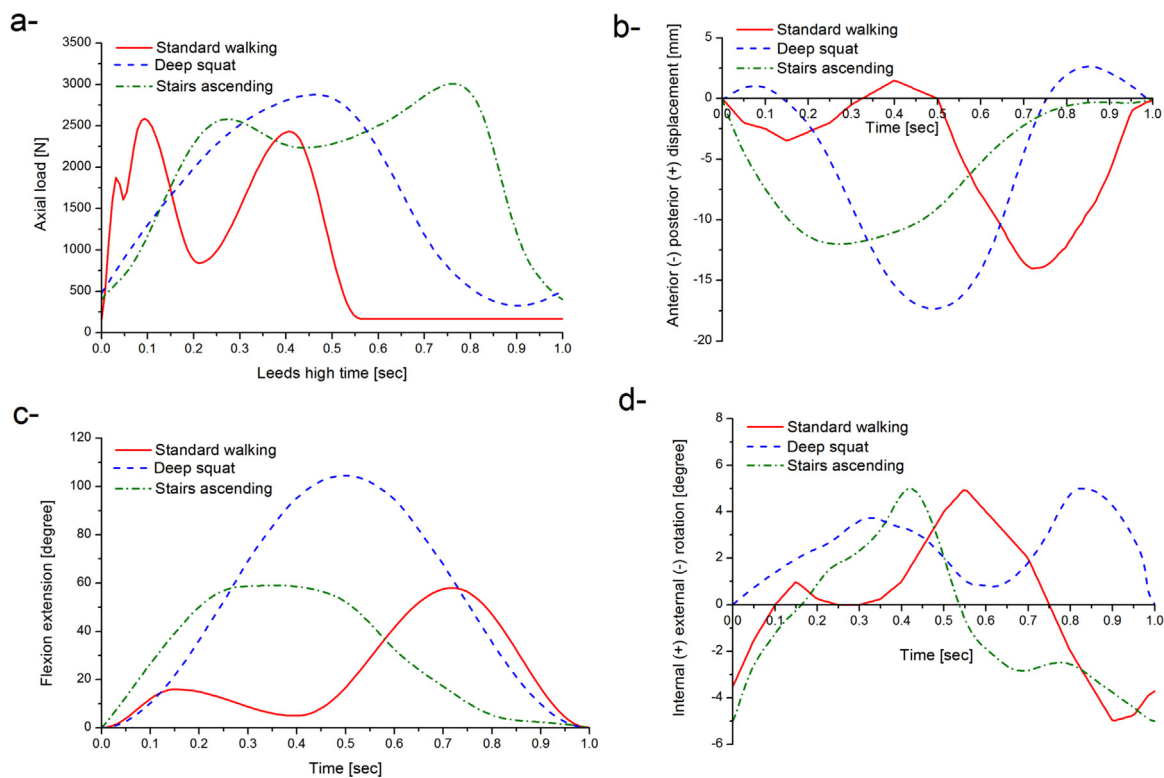 a-
Standard walking
Deep squat
Stairs ascending
3500
3000
2500
2000
1500
1000
500
0
Axial load [N]
0.0 0.1 0.2 0.3 0.4 0.5 0.6 0.7 0.8 0.9 1.0
Leeds high time [sec]
b-
Standard walking
Deep squat
Stairs ascending
5
0
-5
-10
-15
-20
Anterior (-) posterior (+) displacement [mm]
0.0 0.1 0.2 0.3 0.4 0.5 0.6 0.7 0.8 0.9 1.0
Time [sec]
c-
Standard walking
Deep squat
Stairs ascending
120
100
80
60
40
20
0
Flexion extension [degree]
0.0 0.1 0.2 0.3 0.4 0.5 0.6 0.7 0.8 0.9 1.0
Time [sec]
d-
Standard walking
Deep squat
Stairs ascending
8
6
4
2
0
-2
-4
-6
Internal (+) external (-) rotation [degree]
0.0 0.1 0.2 0.3 0.4 0.5 0.6 0.7 0.8 0.9 1.0
Time [sec]